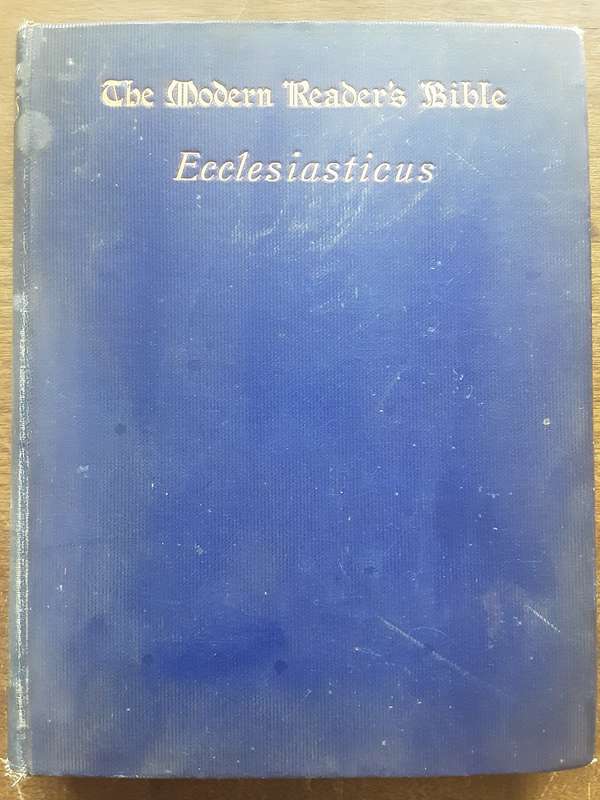 The Modern Reader's Bible
Ecclesiasticus